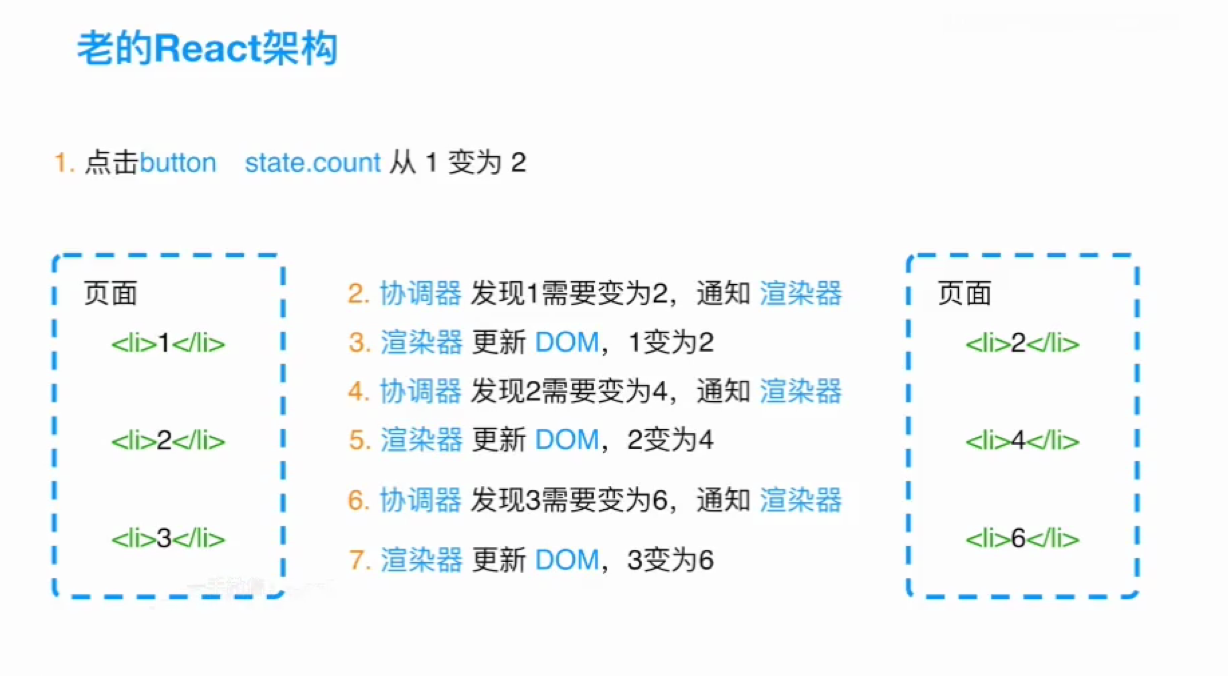 老的React架构
1. 点击button state.count 从 1 变为 2
页面
<li>1</li>
<li>2</li>
<li>3</li>
2. 协调器 发现1需要变为2，通知 渲染器
3. 渲染器 更新 DOM，1变为2
4. 协调器 发现2需要变为4，通知 渲染器
5. 渲染器 更新 DOM，2变为4
6. 协调器 发现3需要变为6，通知 渲染器
7. 渲染器 更新 DOM，3变为6
页面
<li>2</li>
<li>4</li>
<li>6</li>